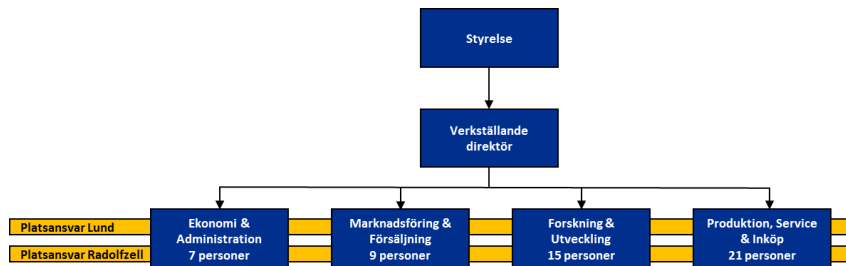 Styrelse
Verkställande
direktör
Platsansvar Lund
Platsansvar Radolfzell
Ekonomi &
Administration
7 personer
Marknadsföring &
Försäljning
9 personer
Forskning &
Utveckling
15 personer
Produktion, Service
& Inköp
21 personer